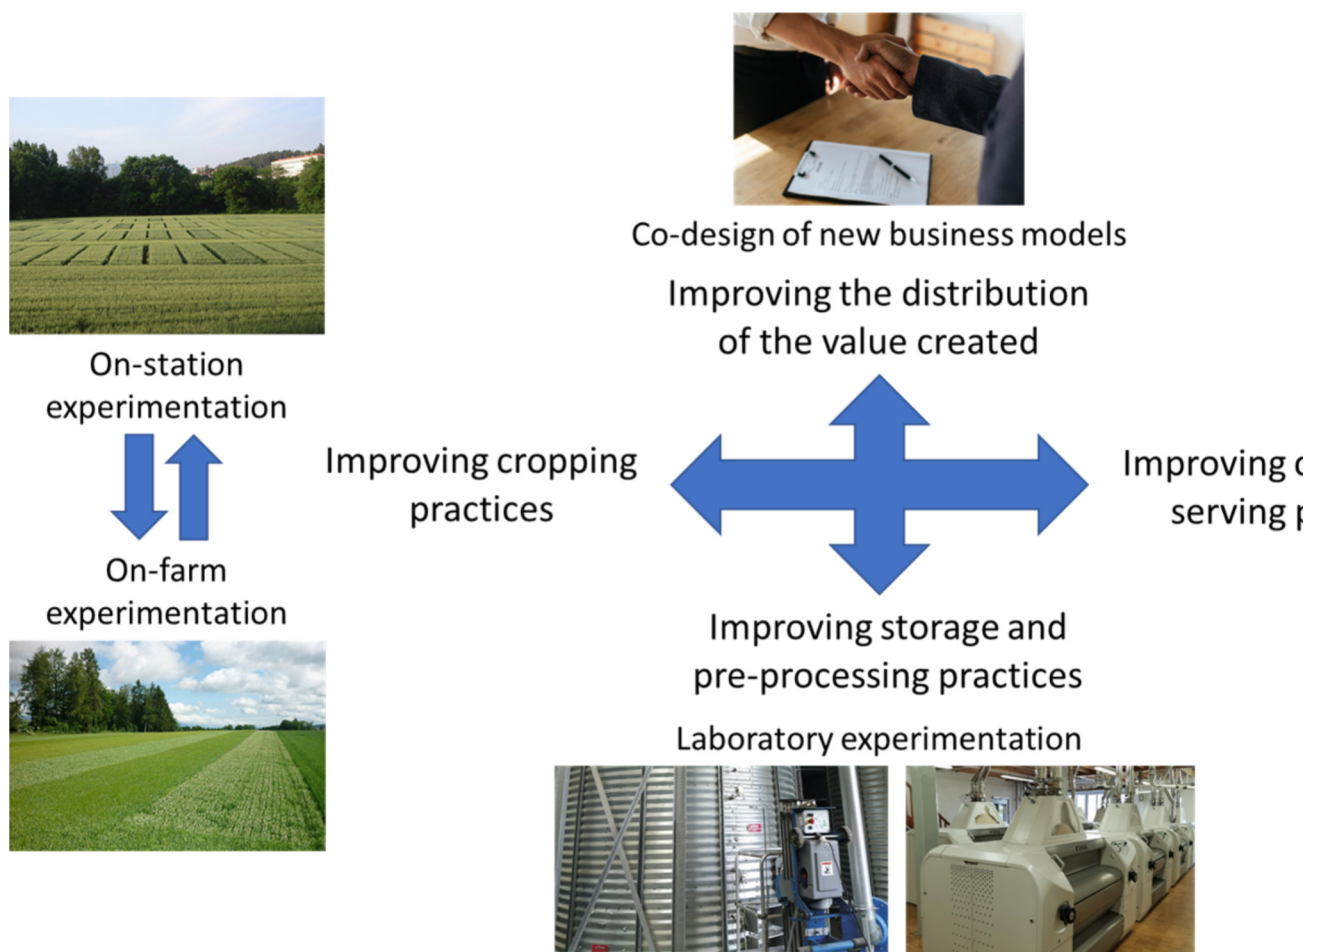 Co-design of new business models
Improving the distribution
of the value created
On-station
experimentation
On-farm
experimentation
Improving cropping
practices
Improving
serving
Improving storage and
pre-processing practices
Laboratory experimentation